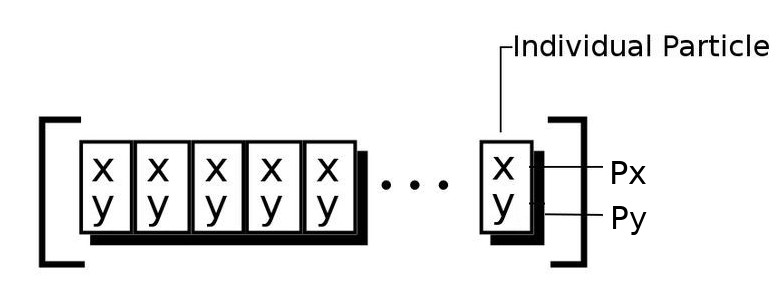 Individual Particle
x x x x x . . . x Px
y y y y y y Py